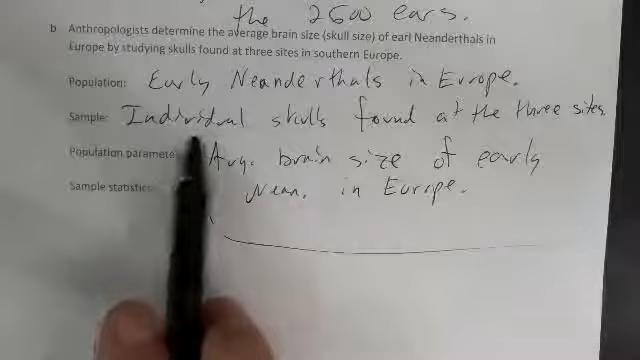 the 2600 ears.
b Anthropologists determine the average brain size (skull size) of earl Neanderthals in
Europe by studying skulls found at three sites in southern Europe.
Population: Early Neanderthals in Europe.
Sample: Individual skulls found at the three sites.
Population paramete Avg. brain size of early
Sample statistic: Nean. in Europe.